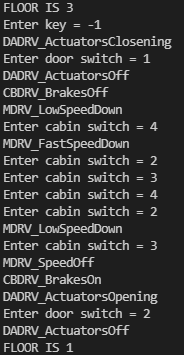 FLOOR IS 3
Enter key = -1
DADRV_ActuatorsClosening
Enter door switch = 1
DADRV_ActuatorsOff
CBDRV_BrakesOff
MDRV_LowSpeedDown
Enter cabin switch = 4
MDRV_FastSpeedDown
Enter cabin switch = 2
Enter cabin switch = 3
Enter cabin switch = 4
Enter cabin switch = 2
MDRV_LowSpeedDown
Enter cabin switch = 3
MDRV_SpeedOff
CBDRV_BrakesOn
DADRV_ActuatorsOpening
Enter door switch = 2
DADRV_ActuatorsOff
FLOOR IS 1